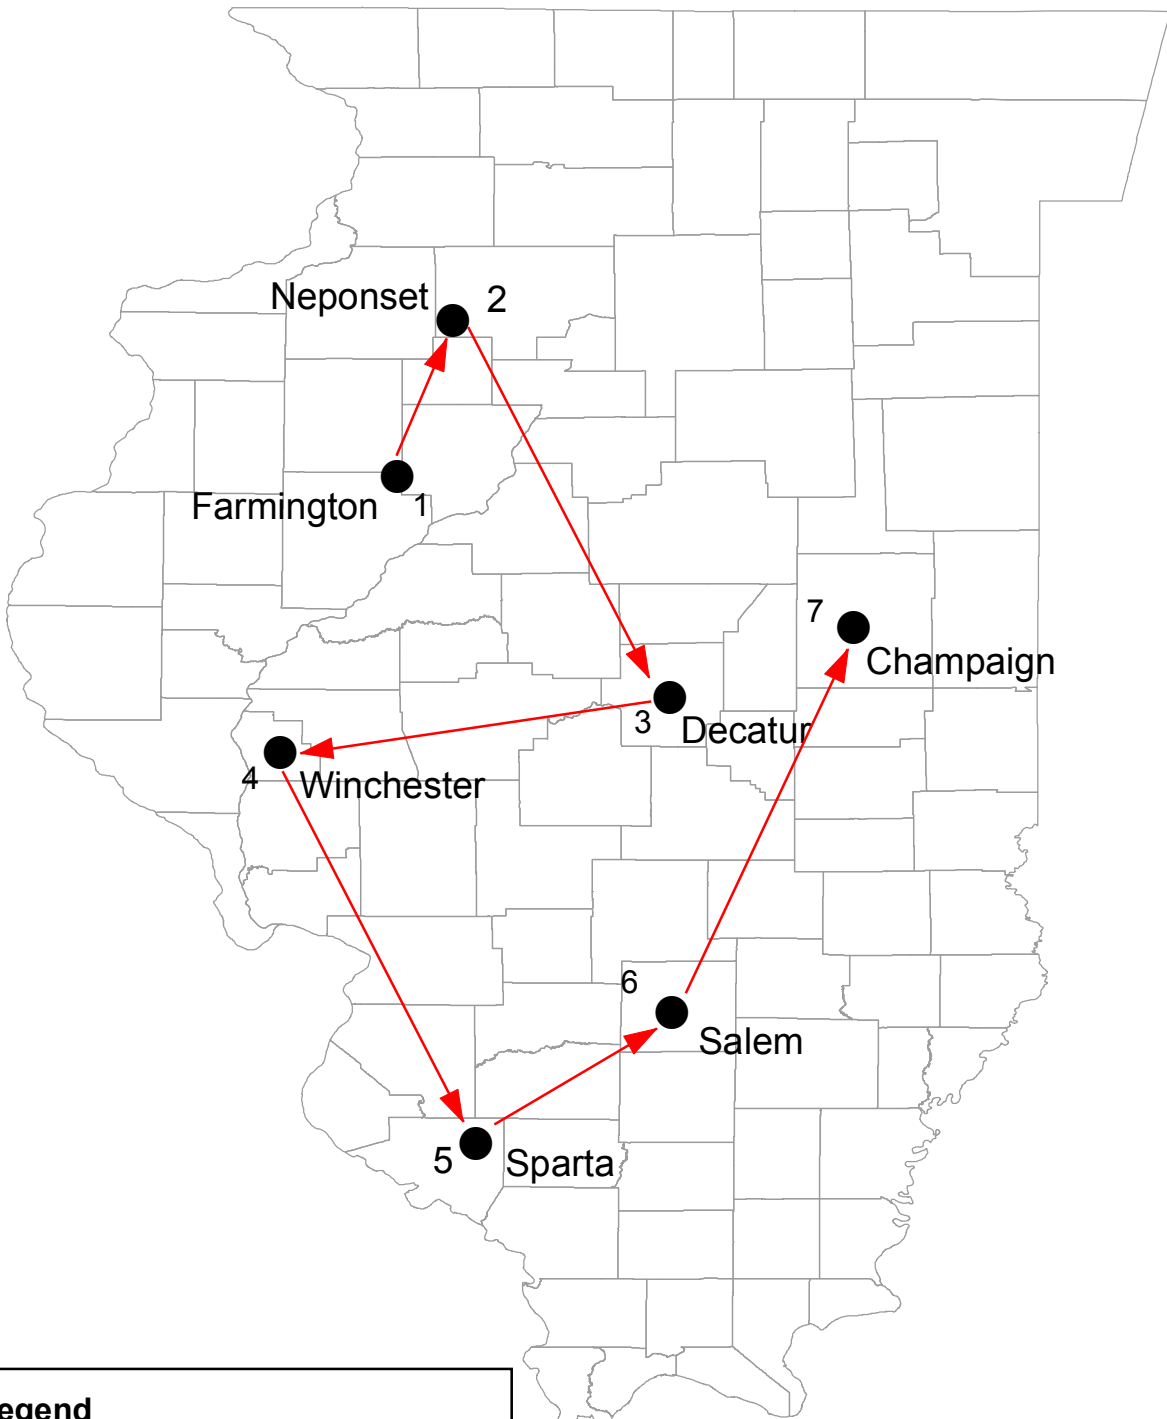 Neponset 2
Farmington 1
7
Champaign
3 Decatur
4 Winchester
6
Salem
5 Sparta
egend